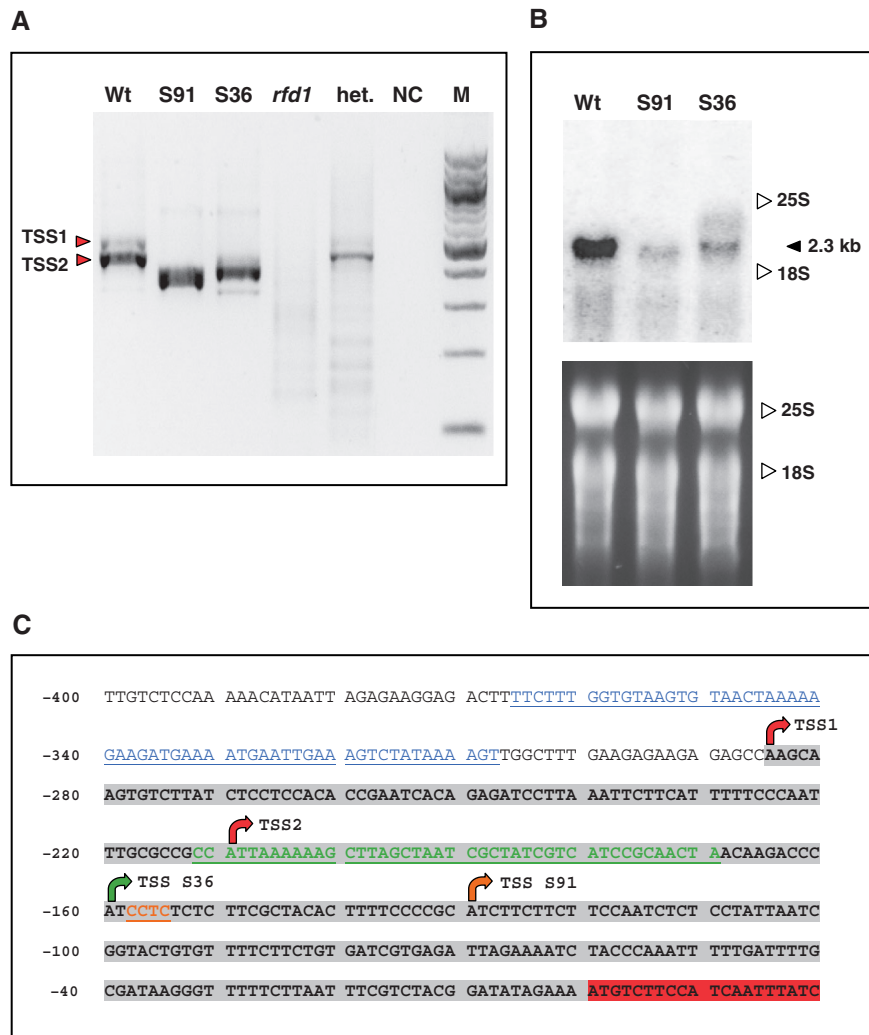 A
Wt S91 S36 rfd1 het. NC M
TSS1
TSS2
B
Wt S91 S36
25S
2.3 kb
18S
25S
18S
C
-400 TTGTCTCCAA AAACATAATT AGAGAAGGAG ACTTTTCTTT GGTGTAAGTG TAACTAAAAA
TSS1
-340 GAAGATGAAA ATGAATTGAA AGTCTATAAA AGTTGGCTTT GAAGAGAAGA GAGCCAAGCA
-280 AGTGTCTTAT CTCCTCCACA CCGAATCACA GAGATCCTTA AATTCTTCAT TTTTCCCAAT
TSS2
-220 TTGCGCCGCC ATTAAAAAAG CTTAGCTAAT CGCTATCGTC ATCCGCAACTA ACAAGACCC
TSS S36 TSS S91
-160 ATCCTCTCTC TTCGCTACAC TTTTCCCCGC ATCTTCTTCT TCCAATCTCT CCTATTAATC
-100 GGTACTGTGT TTTCTTCTGT GATCGTGAGA TTAGAAAATC TACCCAAATT TTTGATTTTG
-40 CGATAAGGGT TTTTCTTAAT TTCGTCTACG GATATAGAAA ATGTCTTCCA TCAATTTATC